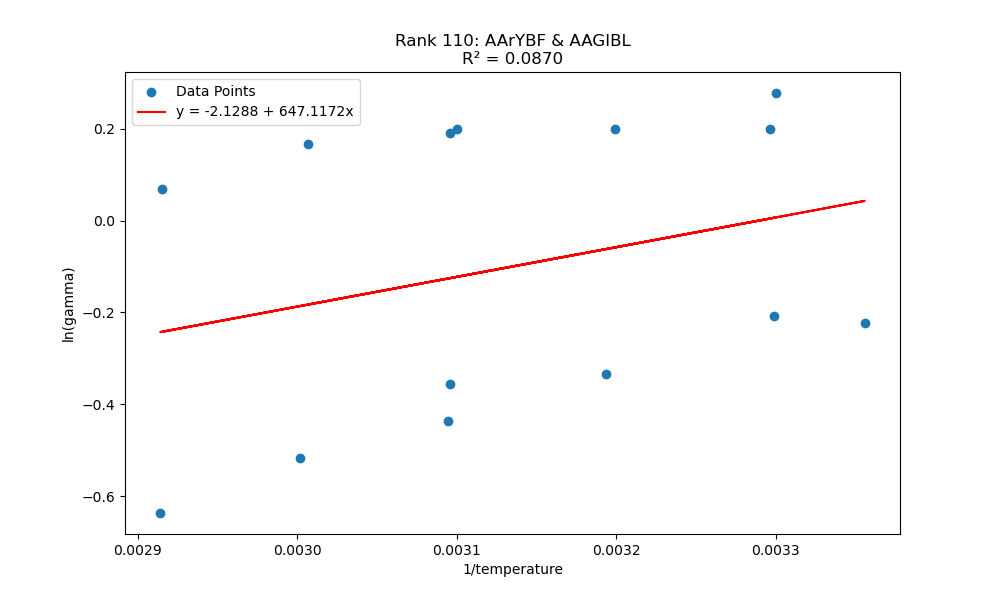 Rank 110: AArYBF & AAGIBL
R² = 0.0870
Data Points
y = -2.1288 + 647.1172x
0.2
0.0
−0.2
−0.4
−0.6
ln(gamma)
0.0029
0.0030
0.0031
0.0032
0.0033
1/temperature